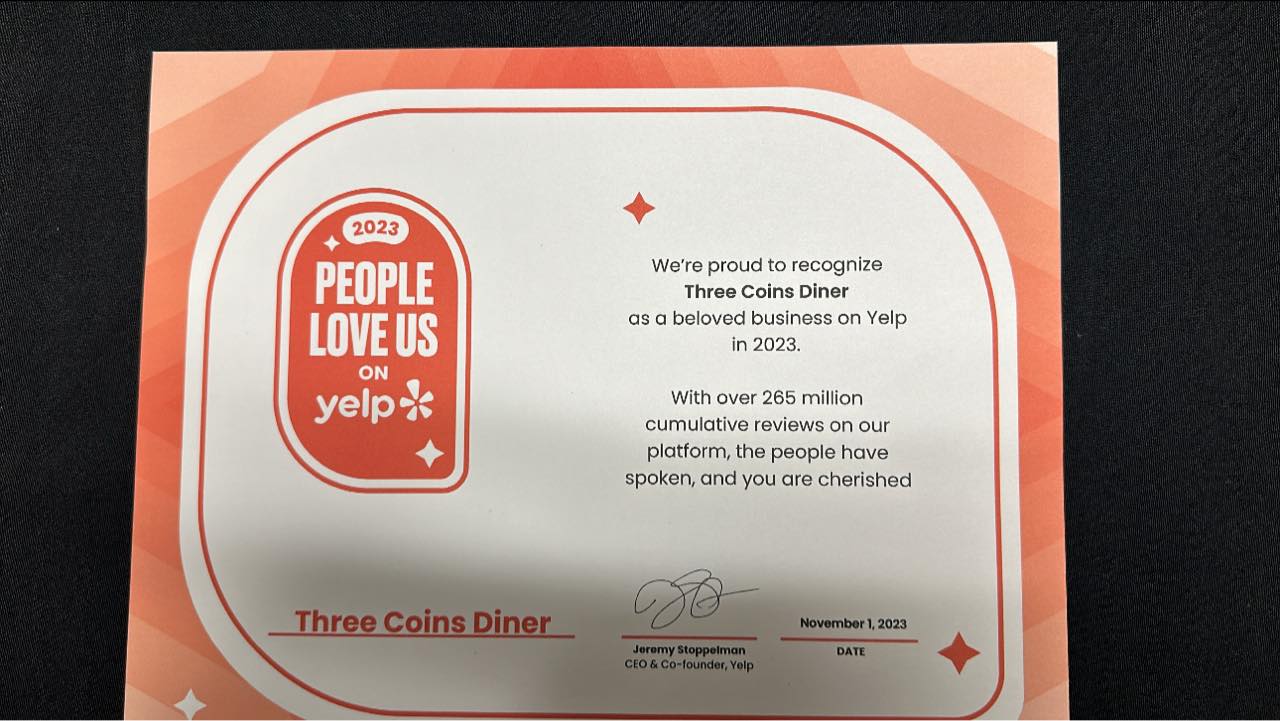 2023
PEOPLE
LOVE US
ON
yelp
We're proud to recognize
Three Coins Diner
as a beloved business on Yelp
in 2023.
With over 265 million
cumulative reviews on our
platform, the people have
spoken, and you are cherished
Three Coins Diner
Jeremy Stoppelman
CEO & Co-founder, Yelp
November 1, 2023
DATE